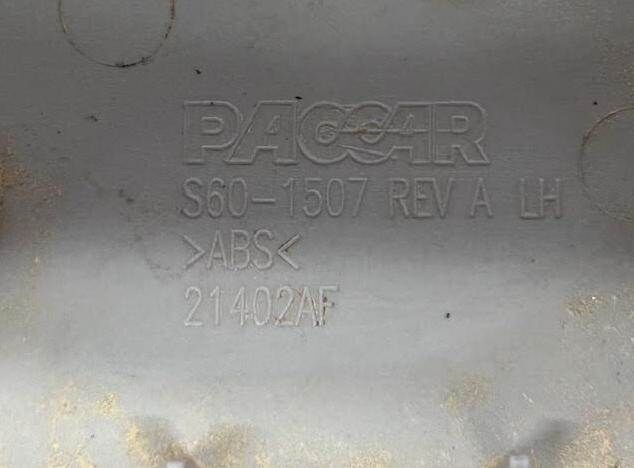 PACCAR
S60-1507 REV A LH
>ABS<
21402AF